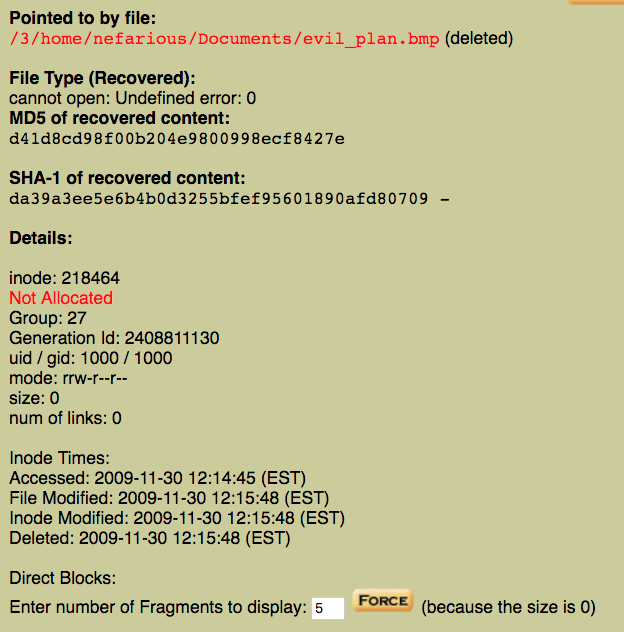 Pointed to by file:
/3/home/nefarious/Documents/evil_plan.bmp (deleted)
File Type (Recovered):
cannot open: Undefined error: 0
MD5 of recovered content:
d41d8cd98f00b204e9800998ecf8427e
SHA-1 of recovered content:
da39a3ee5e6b4b0d3255bfef95601890afd80709 -
Details:
inode: 218464
Not Allocated
Group: 27
Generation Id: 2408811130
uid / gid: 1000 / 1000
mode: rrw-r--r--
size: 0
num of links: 0
Inode Times:
Accessed: 2009-11-30 12:14:45 (EST)
File Modified: 2009-11-30 12:15:48 (EST)
Inode Modified: 2009-11-30 12:15:48 (EST)
Deleted: 2009-11-30 12:15:48 (EST)
Direct Blocks:
Enter number of Fragments to display: 5 FORCE (because the size is 0)